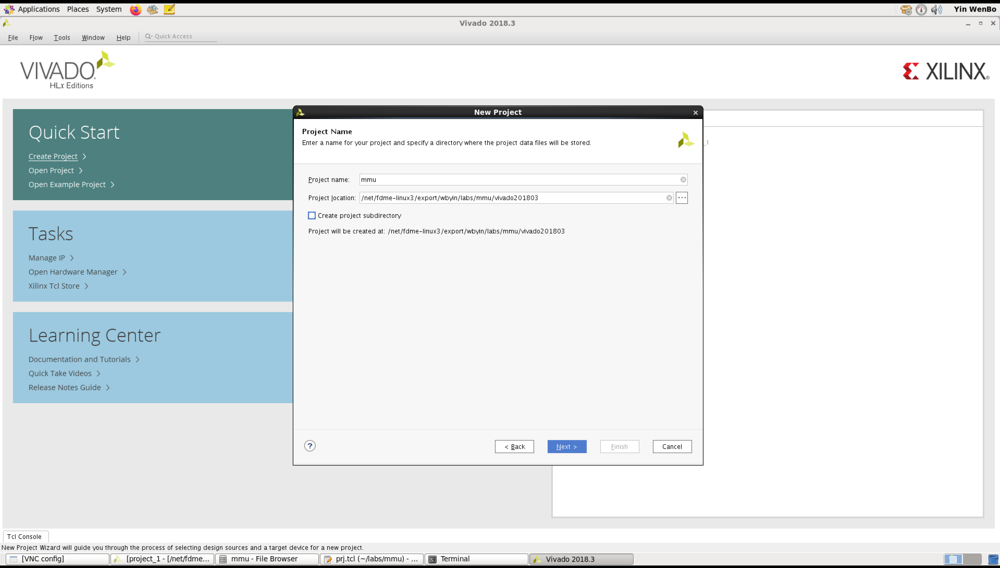 Applications Places System Yin WenBo
Vivado 2018.3
File Flow Tools Window Help Quick Access
VIVADO
HLx Editions
XILINX
Quick Start
Create Project
Open Project
Open Example Project
Tasks
Manage IP
Open Hardware Manager
Xilinx Tcl Store
Learning Center
Documentation and Tutorials
Quick Take Videos
Release Notes Guide
New Project
Project Name
Enter a name for your project and specify a directory where the project data files will be stored.
_1
Project name: mmu
Project location: /net/fdme-linux3/export/wbyin/labs/mmu/vivado201803 ...
Create project subdirectory
Project will be created at: /net/fdme-linux3/export/wbyin/labs/mmu/vivado201803
? < Back Next > Finish Cancel
Tcl Console
New Project Wizard will guide you through the process of selecting design sources and a target device for a new project.
[VNC config] [project_1 - [/net/fdme... mmu - File Browser prj.tcl (~/labs/mmu) - ... Terminal Vivado 2018.3